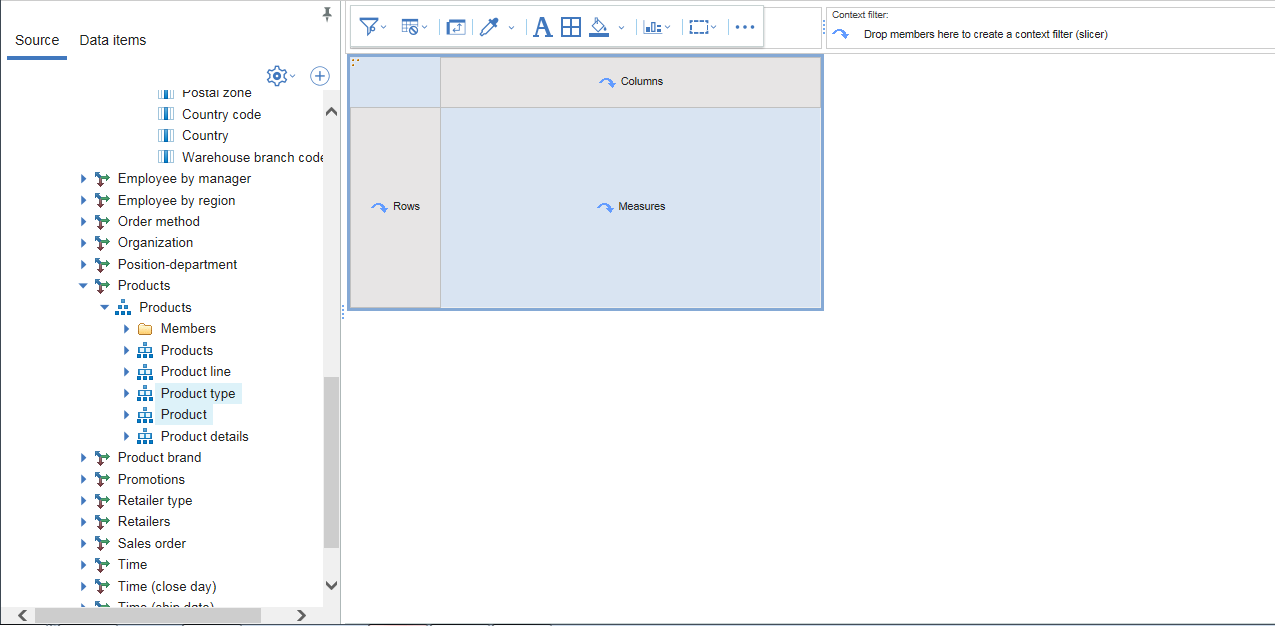 Source Data items
Postal zone
Country code
Country
Warehouse branch code
Employee by manager
Employee by region
Order method
Organization
Position-department
Products
Products
Members
Products
Product line
Product type
Product
Product details
Product brand
Promotions
Retailer type
Retailers
Sales order
Time
Time (close day)
Time (ship date)
A
Context filter:
Drop members here to create a context filter (slicer)
Columns
Rows
Measures